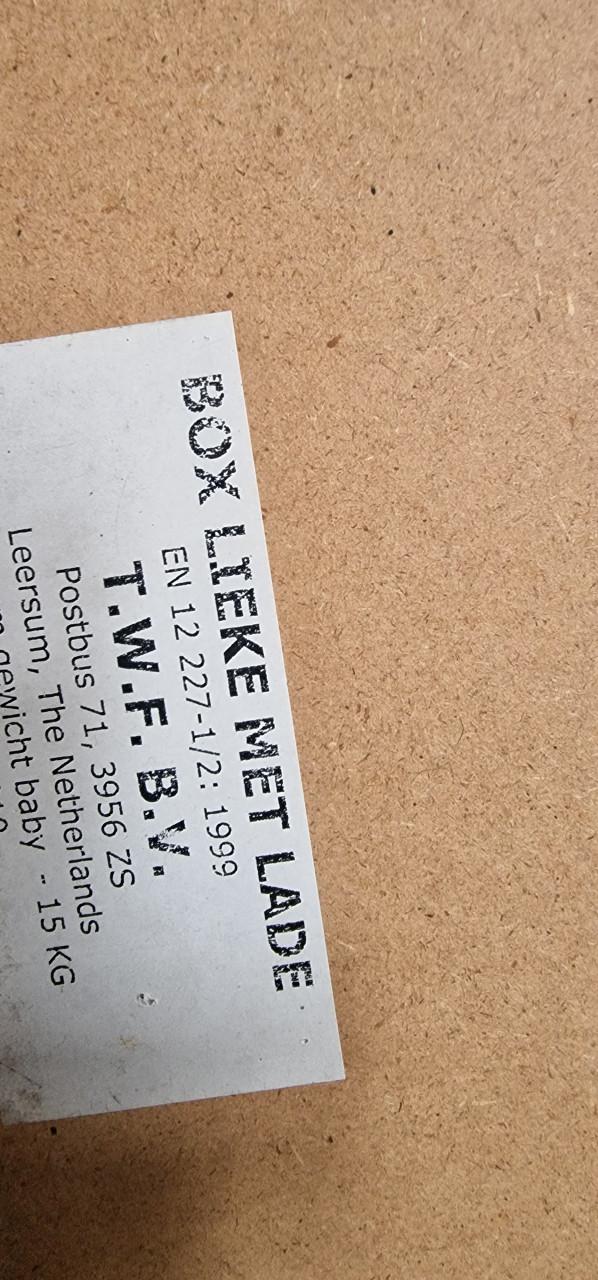 BOX LIEKE MET LADE
EN 12 227-1/2: 1999
T.W.F. B.V.
Postbus 71, 3956 ZS
Leersum, The Netherlands
gewicht baby - 15 KG